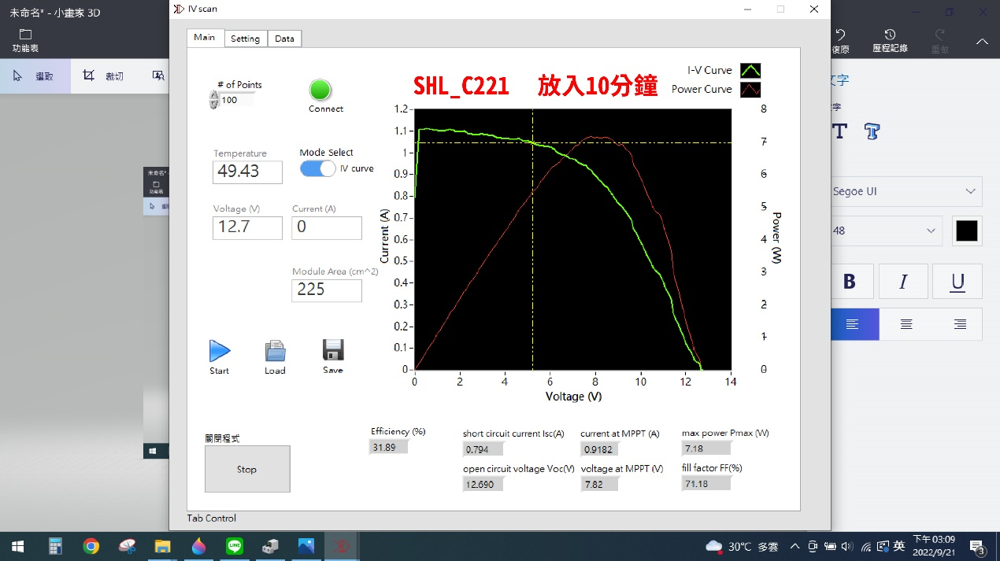 未命名* - 小畫家 3D
IV scan
功能表
復原
歷程記錄
重做
選取
裁切
文字
Main
Setting
Data
# of Points
100
Connect
SHL_C221 放入10分鐘
I-V Curve
Power Curve
Temperature
49.43
Mode Select
IV curve
Voltage (V)
12.7
Current (A)
0
Module Area (cm^2)
225
Start
Load
Save
Current (A)
1.2
1.1
1
0.9
0.8
0.7
0.6
0.5
0.4
0.3
0.2
0.1
0
8
7
6
5
4
3
2
1
0
Power (W)
0 2 4 6 8 10 12 14
Voltage (V)
關閉程式
Stop
Efficiency (%)
31.89
short circuit current Isc(A)
0.794
current at MPPT (A)
0.9182
max power Pmax (W)
7.18
open circuit voltage Voc(V)
12.690
voltage at MPPT (V)
7.82
fill factor FF(%)
71.18
Tab Control
未命名* -
功能表
Segoe UI
48
B
I
U
30°C 多雲
英
下午 03:09
2022/9/21
3